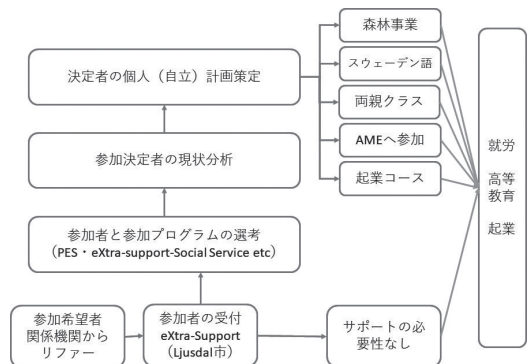 森林事業
スウェーデン語
両親クラス
AMEへ参加
起業コース
決定者の個人（自立）計画策定
参加決定者の現状分析
参加者と参加プログラムの選考
（PES・eXtra-support-Social Service etc）
参加希望者
関係機関から
リファー
参加者の受付
eXtra-Support
（Ljusdal市）
サポートの必
要性なし
就労
高等
教育
起業